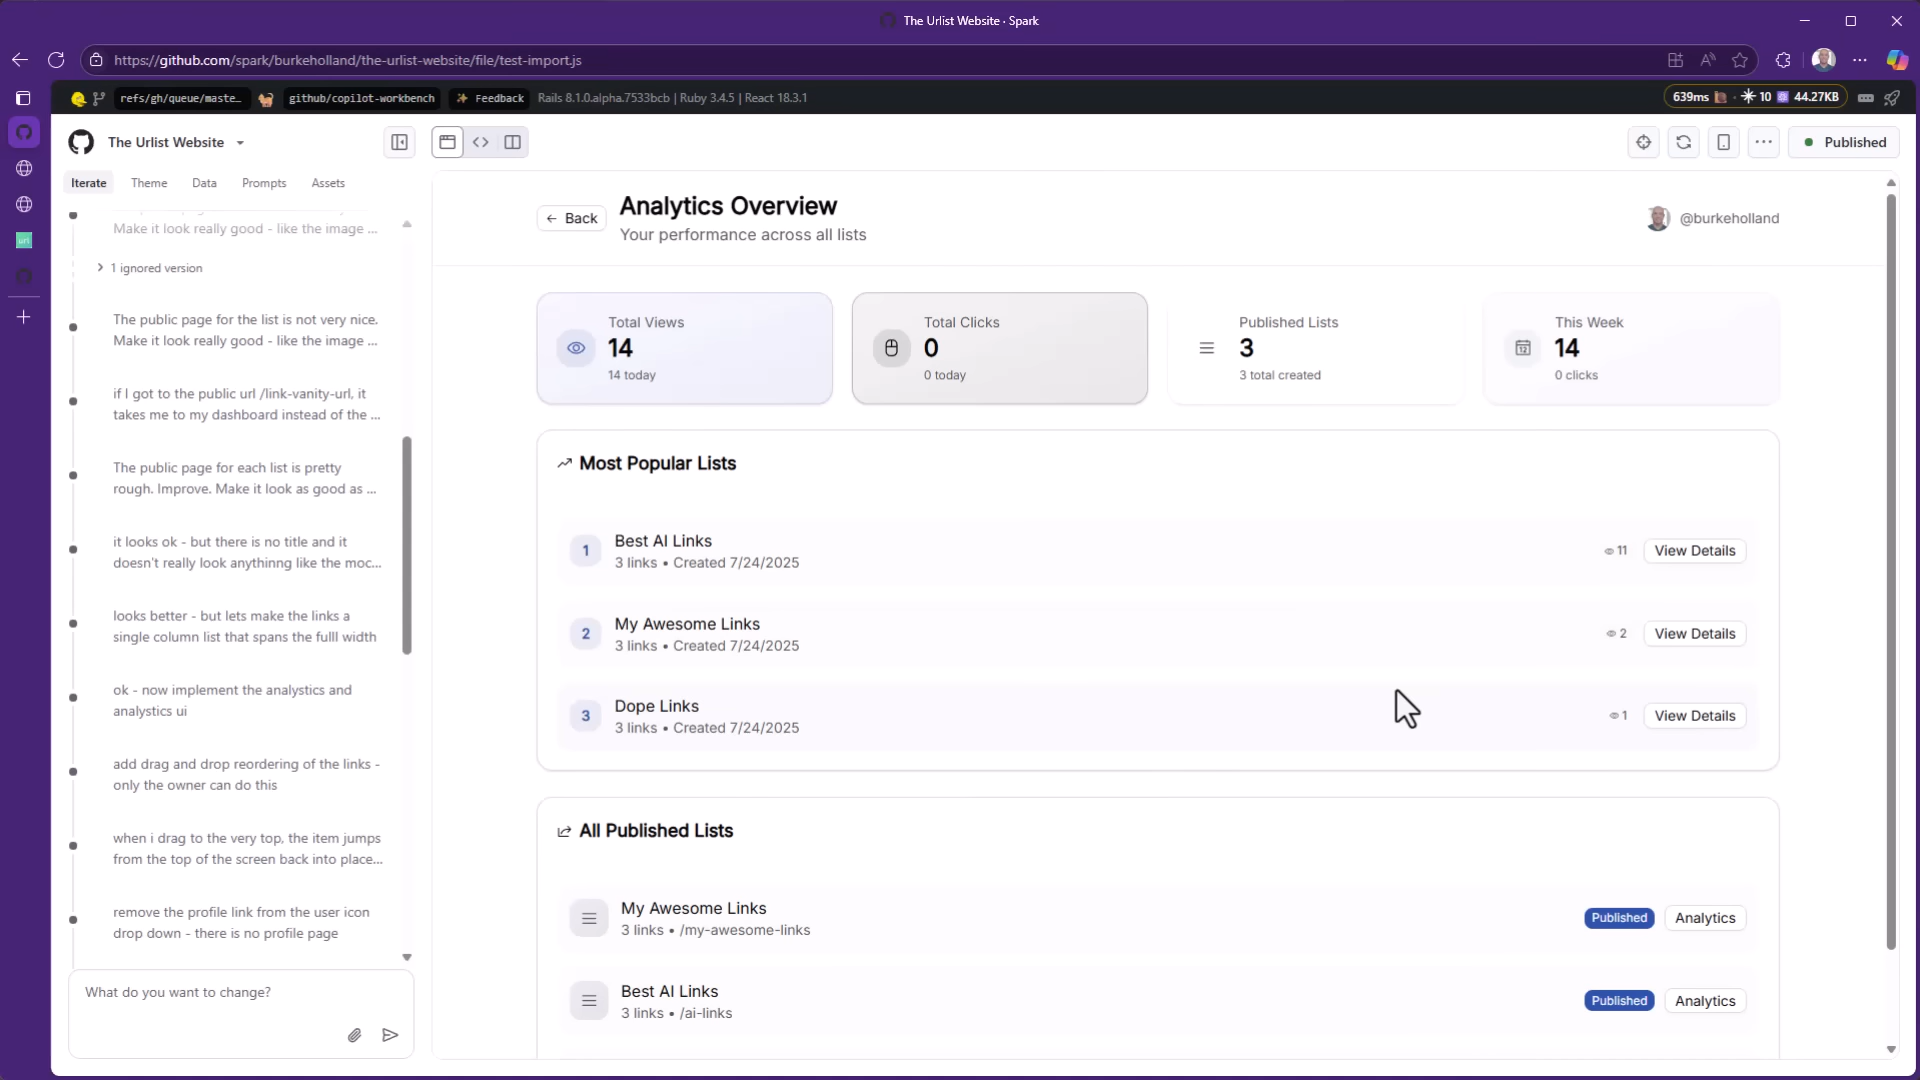 The Urlist Website · Spark
https://github.com/spark/burkeholland/the-urlist-website/file/test-import.js
refs/gh/queue/maste…
github/copilot-workbench
Feedback
Rails 8.1.0.alpha.7533bcb | Ruby 3.4.5 | React 18.3.1
639ms
10
44.27KB
The Urlist Website
Published
Iterate
Theme
Data
Prompts
Assets
Make it look really good - like the image ...
1 ignored version
The public page for the list is not very nice.
Make it look really good - like the image ...
if I got to the public url /link-vanity-url, it
takes me to my dashboard instead of the ...
The public page for each list is pretty
rough. Improve. Make it look as good as ...
it looks ok - but there is no title and it
doesn't really look anythinng like the moc...
looks better - but lets make the links a
single column list that spans the fulll width
ok - now implement the analystics and
analystics ui
add drag and drop reordering of the links -
only the owner can do this
when i drag to the very top, the item jumps
from the top of the screen back into place...
remove the profile link from the user icon
drop down - there is no profile page
What do you want to change?
Back
Analytics Overview
Your performance across all lists
@burkeholland
Total Views
14
14 today
Total Clicks
0
0 today
Published Lists
3
3 total created
This Week
14
0 clicks
Most Popular Lists
1
Best AI Links
3 links • Created 7/24/2025
11
View Details
2
My Awesome Links
3 links • Created 7/24/2025
2
View Details
3
Dope Links
3 links • Created 7/24/2025
1
View Details
All Published Lists
My Awesome Links
3 links • /my-awesome-links
Published
Analytics
Best AI Links
3 links • /ai-links
Published
Analytics